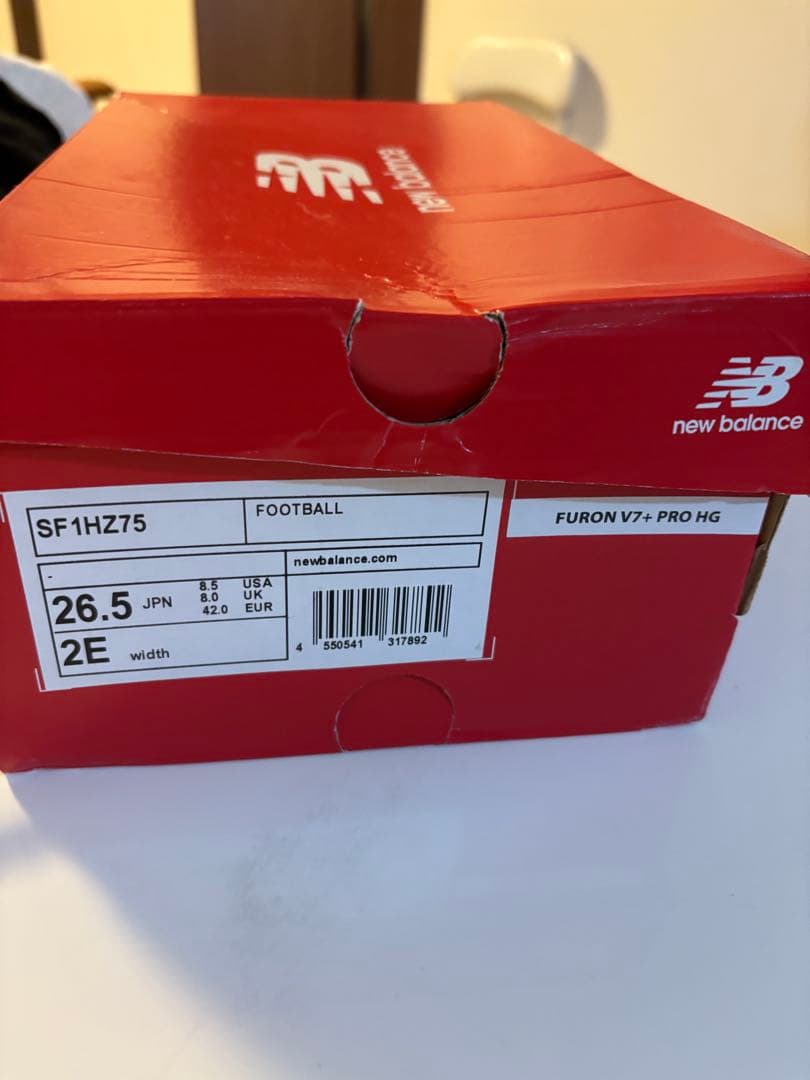 new balance
NB
new balance
SF1HZ75
FOOTBALL
FURON V7+ PRO HG
-
newbalance.com
26.5 JPN
8.5 USA
8.0 UK
42.0 EUR
2E width
4 550541 317892